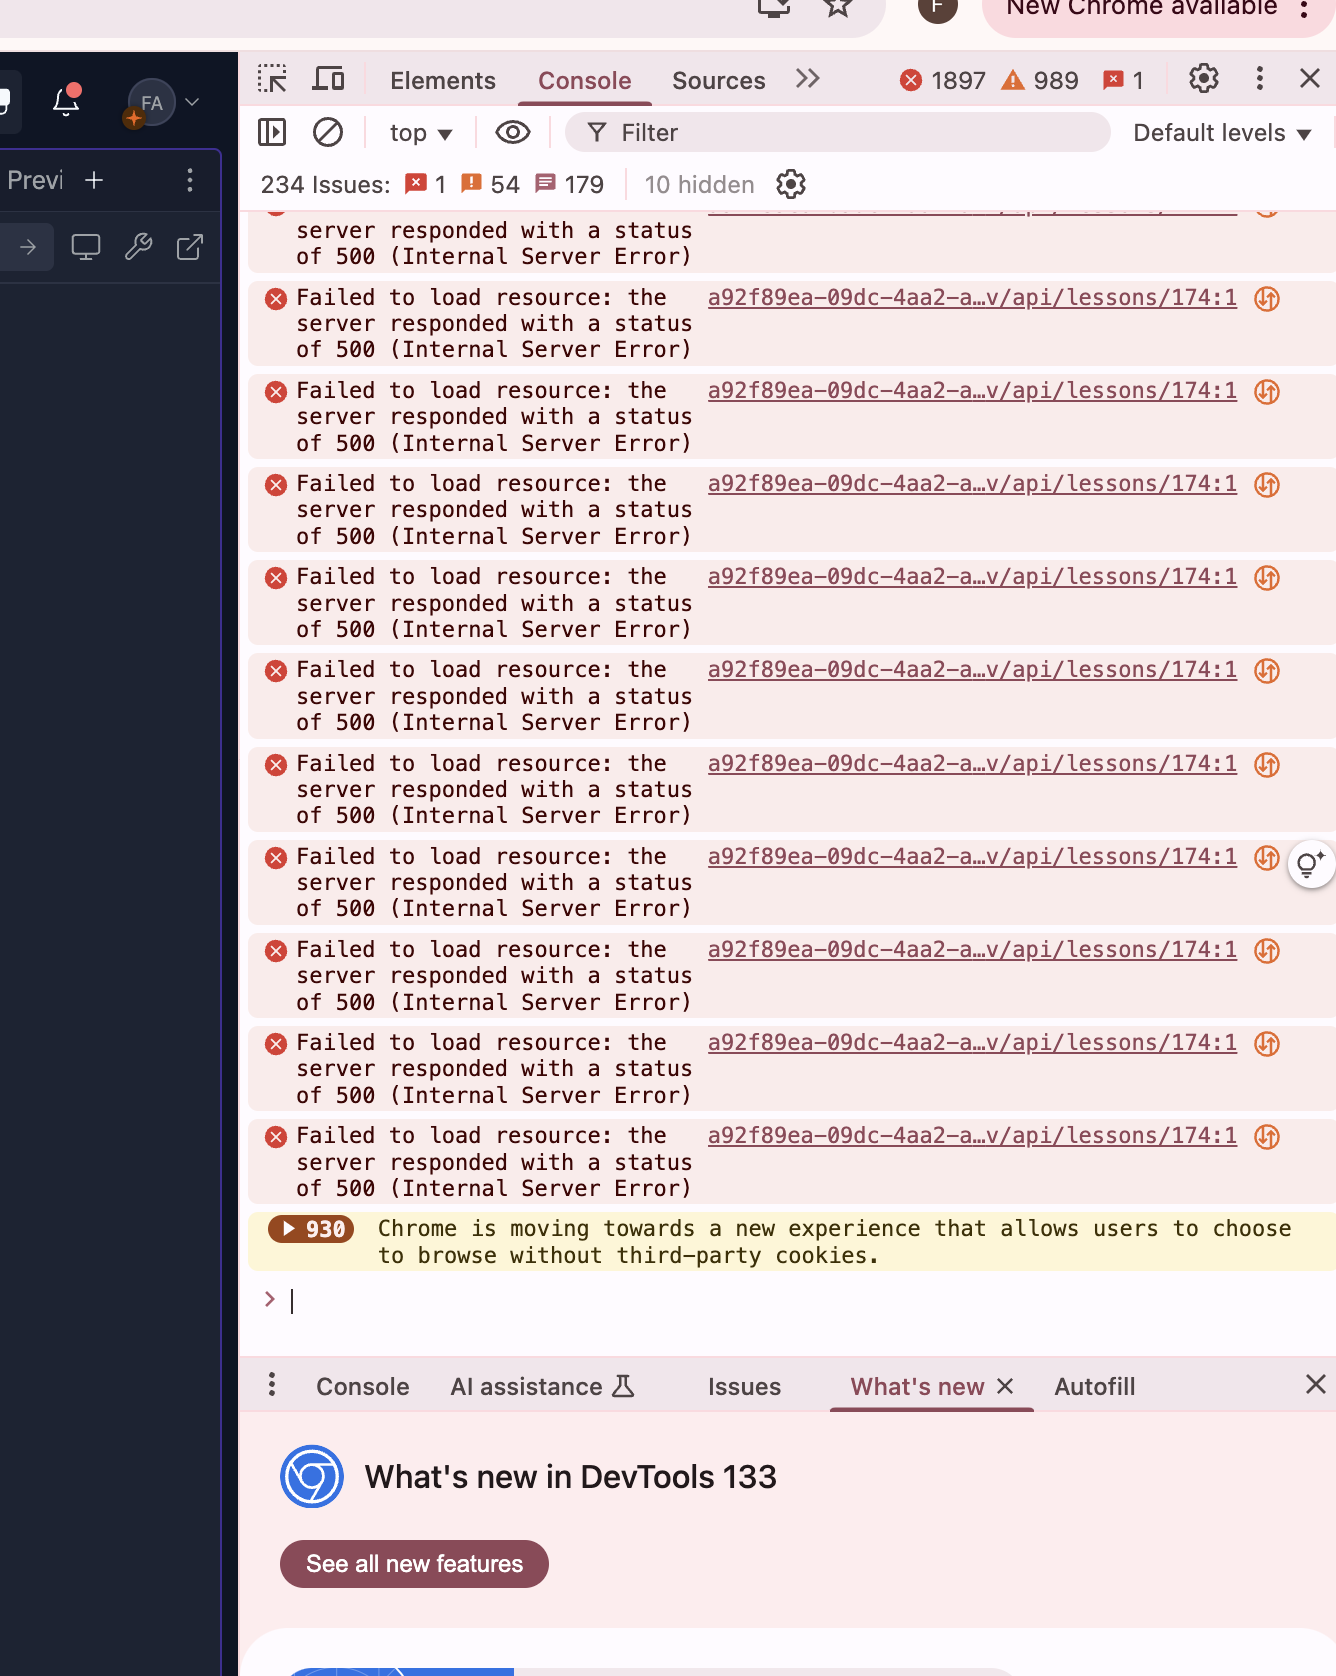 F
New Chrome available
FA
Elements
Console
Sources
1897
989
1
top
Filter
Default levels
234 Issues:
1
54
179
10 hidden
Previ
server responded with a status
of 500 (Internal Server Error)
Failed to load resource: the a92f89ea-09dc-4aa2-a…v/api/lessons/174:1
server responded with a status
of 500 (Internal Server Error)
Failed to load resource: the a92f89ea-09dc-4aa2-a…v/api/lessons/174:1
server responded with a status
of 500 (Internal Server Error)
Failed to load resource: the a92f89ea-09dc-4aa2-a…v/api/lessons/174:1
server responded with a status
of 500 (Internal Server Error)
Failed to load resource: the a92f89ea-09dc-4aa2-a…v/api/lessons/174:1
server responded with a status
of 500 (Internal Server Error)
Failed to load resource: the a92f89ea-09dc-4aa2-a…v/api/lessons/174:1
server responded with a status
of 500 (Internal Server Error)
Failed to load resource: the a92f89ea-09dc-4aa2-a…v/api/lessons/174:1
server responded with a status
of 500 (Internal Server Error)
Failed to load resource: the a92f89ea-09dc-4aa2-a…v/api/lessons/174:1
server responded with a status
of 500 (Internal Server Error)
Failed to load resource: the a92f89ea-09dc-4aa2-a…v/api/lessons/174:1
server responded with a status
of 500 (Internal Server Error)
Failed to load resource: the a92f89ea-09dc-4aa2-a…v/api/lessons/174:1
server responded with a status
of 500 (Internal Server Error)
Failed to load resource: the a92f89ea-09dc-4aa2-a…v/api/lessons/174:1
server responded with a status
of 500 (Internal Server Error)
930 Chrome is moving towards a new experience that allows users to choose
to browse without third-party cookies.
Console
AI assistance
Issues
What's new
Autofill
What's new in DevTools 133
See all new features